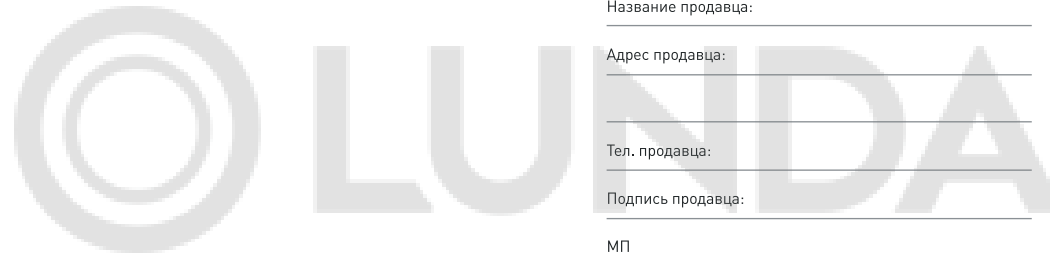 Название продавца:
Адрес продавца:
LUNDA
Тел. продавца:
Подпись продавца:
МП